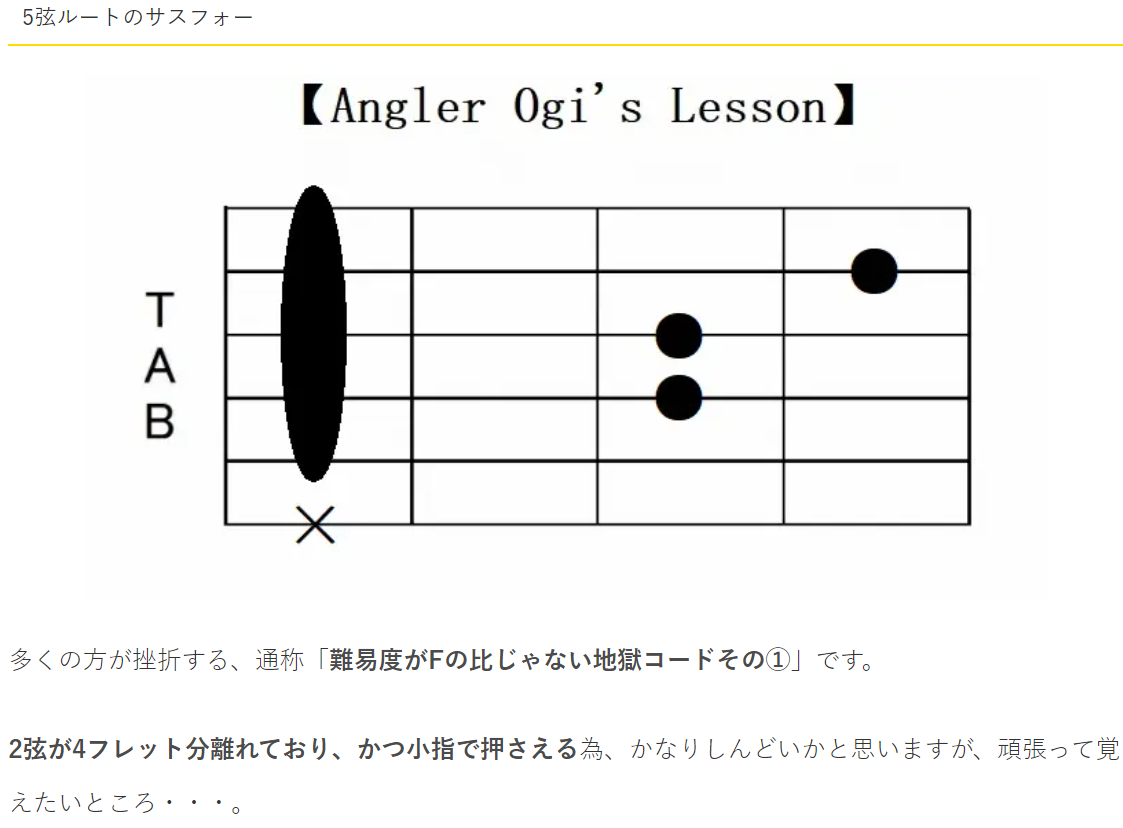 5弦ルートのサスフォー
【Angler Ogi's Lesson】
T
A
B
×
多くの方が挫折する、通称「難易度がFの比じゃない地獄コードその①」です。
2弦が4フレット分離れており、かつ小指で押さえる為、かなりしんどいかと思いますが、頑張って覚
えたいところ・・・。